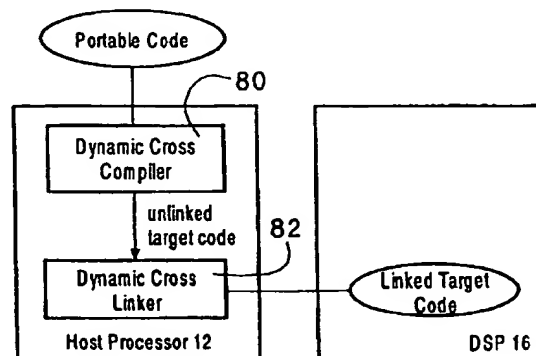 Portable Code
80
Dynamic Cross
Compiler
unlinked
target code
82
Dynamic Cross
Linker
Linked Target
Code
Host Processor 12
DSP 16